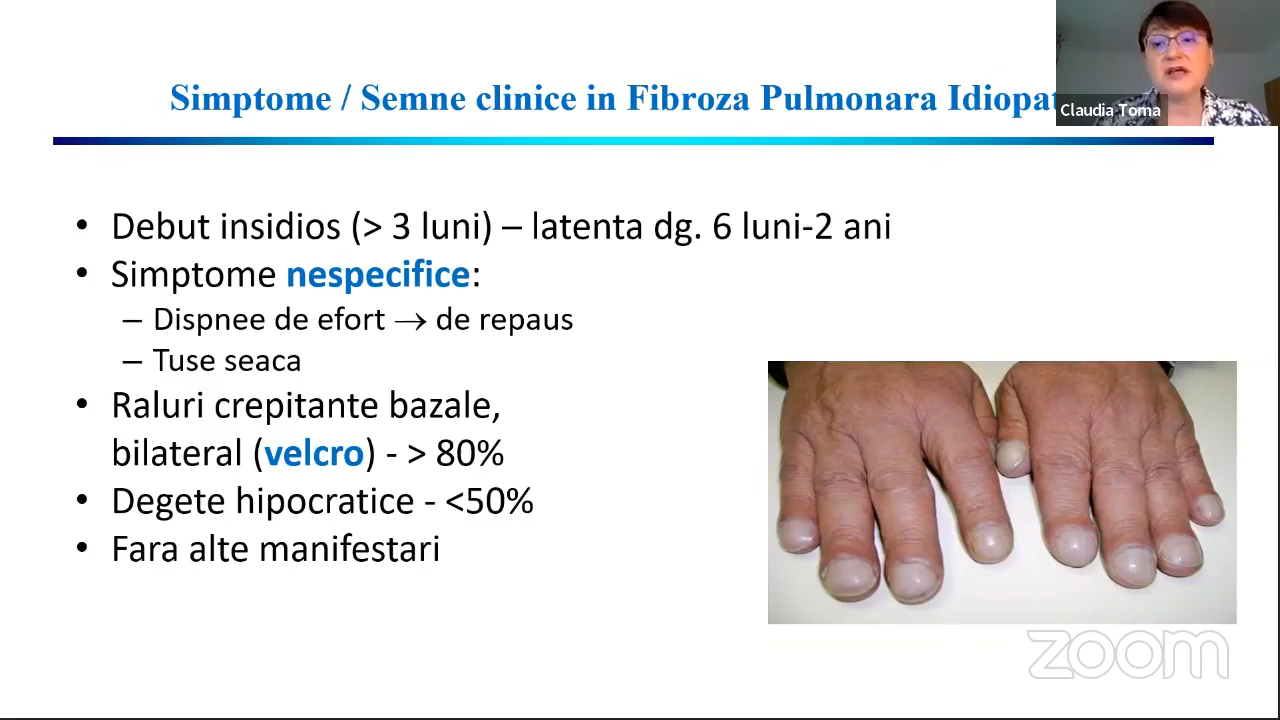 Simptome / Semne clinice in Fibroza Pulmonara Idiopat
Claudia Toma
• Debut insidios (> 3 luni) – latenta dg. 6 luni-2 ani
• Simptome nespecifice:
– Dispnee de efort → de repaus
– Tuse seaca
• Raluri crepitante bazale,
bilateral (velcro) - > 80%
• Degete hipocratice - <50%
• Fara alte manifestari
zoom